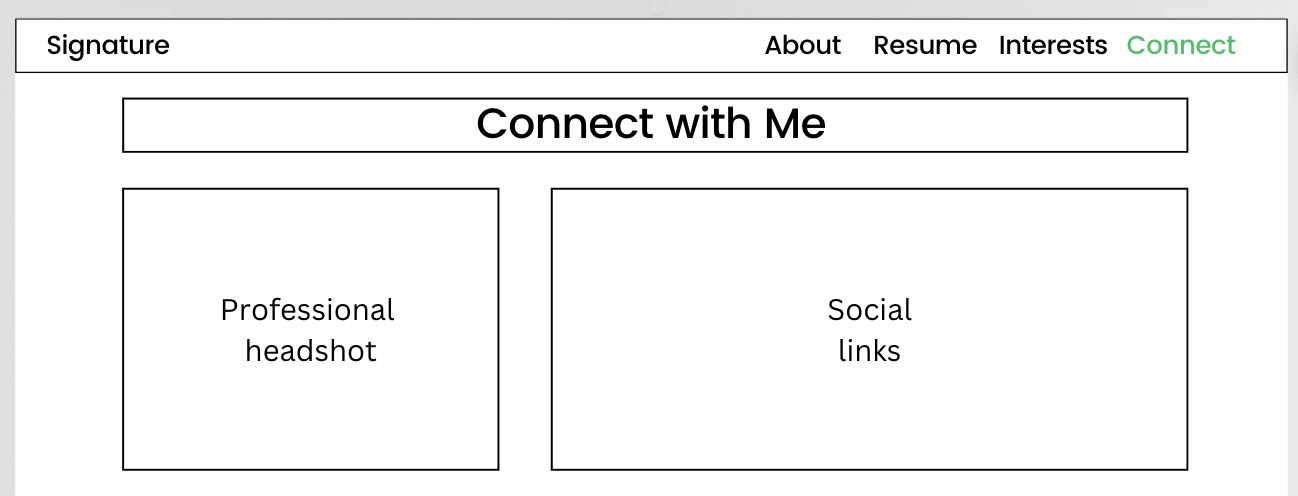 Signature About Resume Interests Connect
Connect with Me
Professional
headshot
Social
links